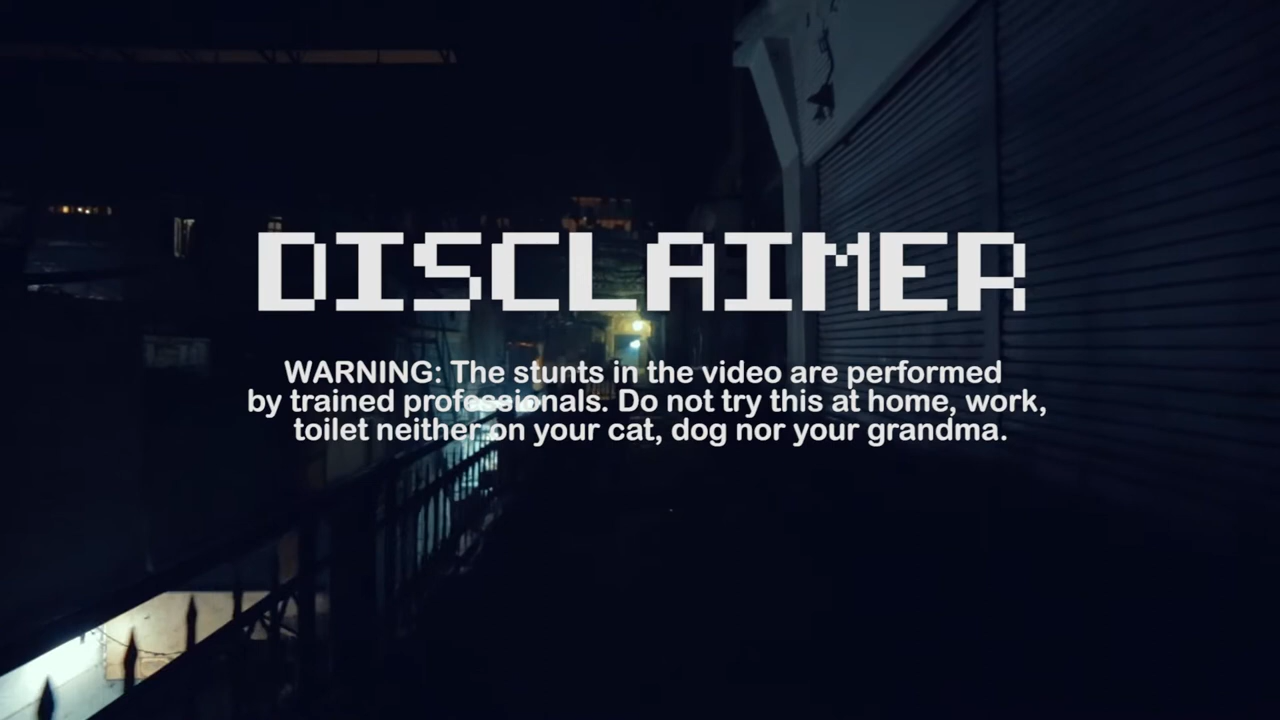 DISCLAIMER
WARNING: The stunts in the video are performed
by trained professionals. Do not try this at home, work,
toilet neither on your cat, dog nor your grandma.